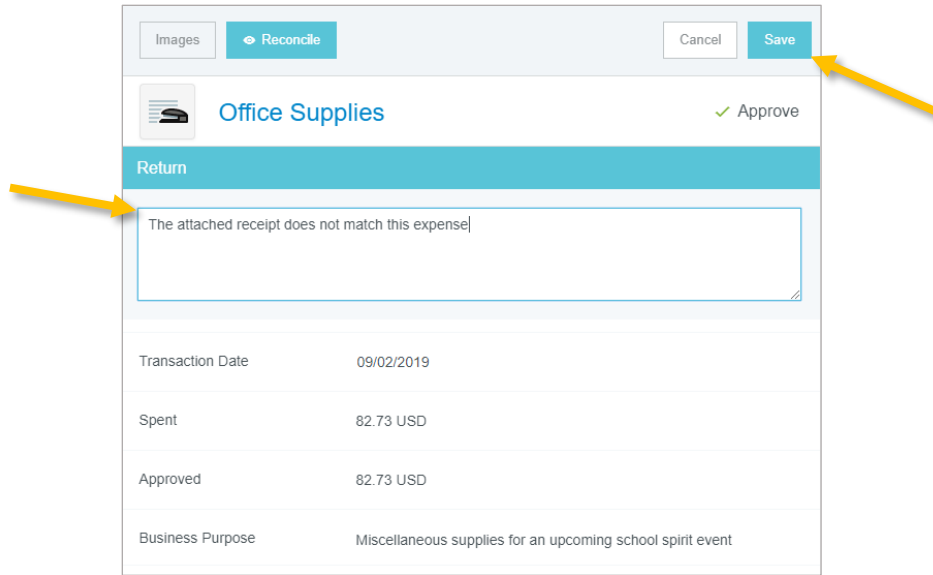 Images Reconcile Cancel Save
Office Supplies Approve
Return
The attached receipt does not match this expense
Transaction Date 09/02/2019
Spent 82.73 USD
Approved 82.73 USD
Business Purpose Miscellaneous supplies for an upcoming school spirit event